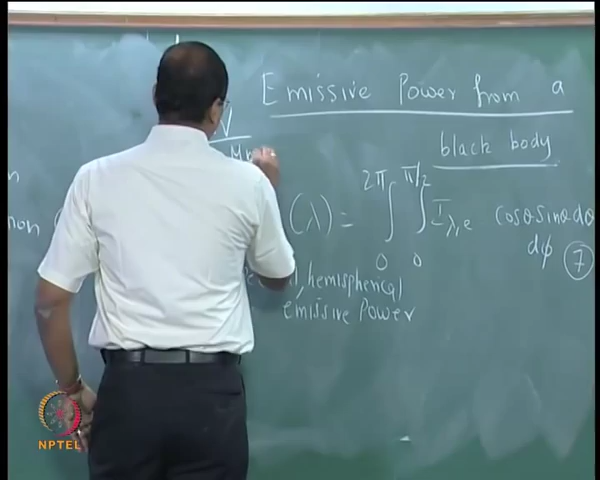 Emissive Power from a
black body
(λ) = ∫₀^2π ∫₀^π/2 I_λ,e cosθ sinθ dθ
dφ ⑦
, hemispherical
emissive Power
non
NPTEL